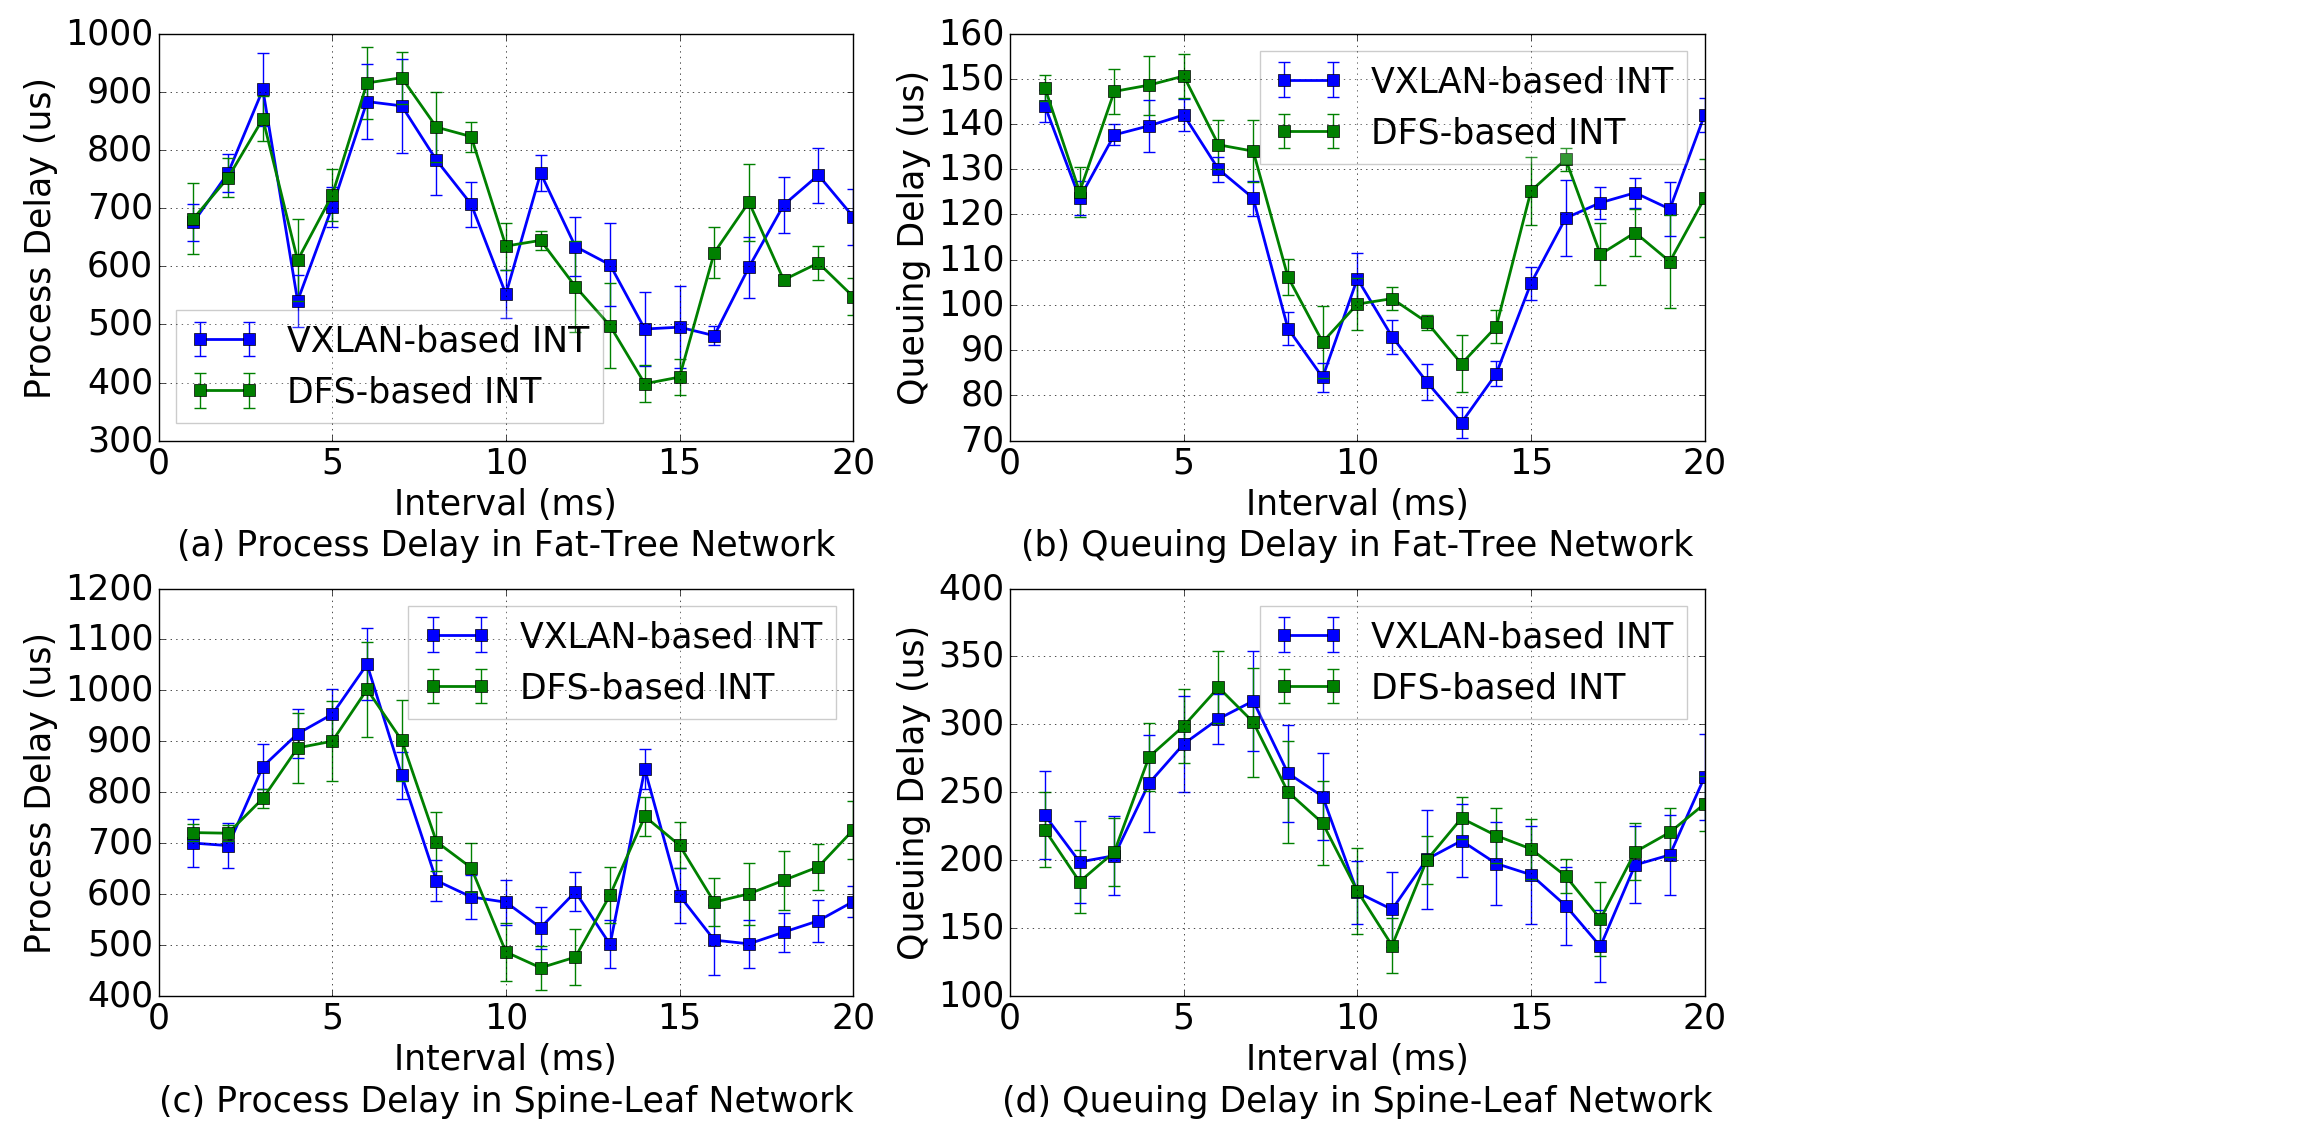 1000
900
800
700
600
500
400
300
Process Delay (us)
VXLAN-based INT
DFS-based INT
0 5 10 15 20
Interval (ms)
(a) Process Delay in Fat-Tree Network
160
150
140
130
120
110
100
90
80
70
Queuing Delay (us)
VXLAN-based INT
DFS-based INT
0 5 10 15 20
Interval (ms)
(b) Queuing Delay in Fat-Tree Network
1200
1100
1000
900
800
700
600
500
400
Process Delay (us)
VXLAN-based INT
DFS-based INT
0 5 10 15 20
Interval (ms)
(c) Process Delay in Spine-Leaf Network
400
350
300
250
200
150
100
Queuing Delay (us)
VXLAN-based INT
DFS-based INT
0 5 10 15 20
Interval (ms)
(d) Queuing Delay in Spine-Leaf Network